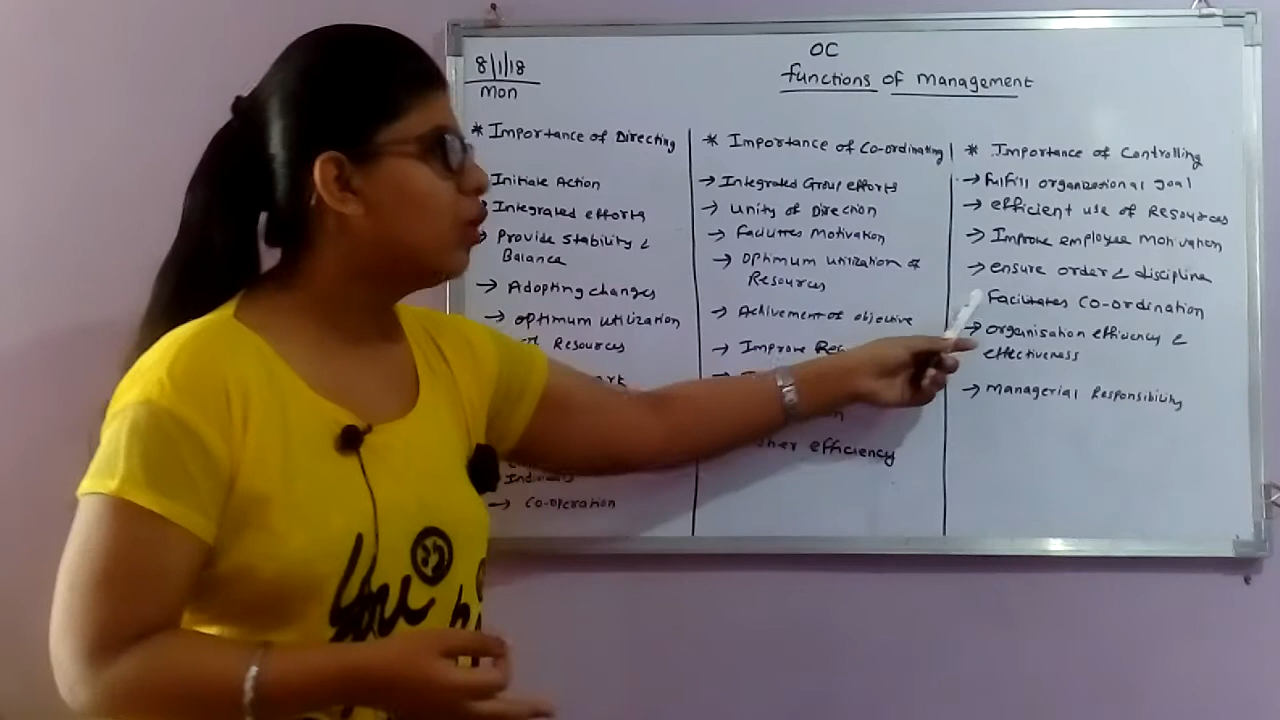 8/1/18
Mon
OC
functions of management
* Importance of Directing
Initiate Action
Integrated efforts
Provide Stability &
Balance
→ Adopting changes
→ optimum utilization
Resources
→ Co-operation
* Importance of Co-ordinating
→ Integrated Group efforts
→ Unity of Direction
→ Facilites Motivation
→ Optimum utilization of
Resources
→ Achivement of objective
→ Improve
efficiency
* Importance of Controlling
→ Fulfill organizational goal
→ efficient use of Resources
→ Improve employee motivation
→ ensure order & discipline
Facilitates Co-ordination
→ organisation efficiency &
effectiveness
→ Managerial Responsibility
You